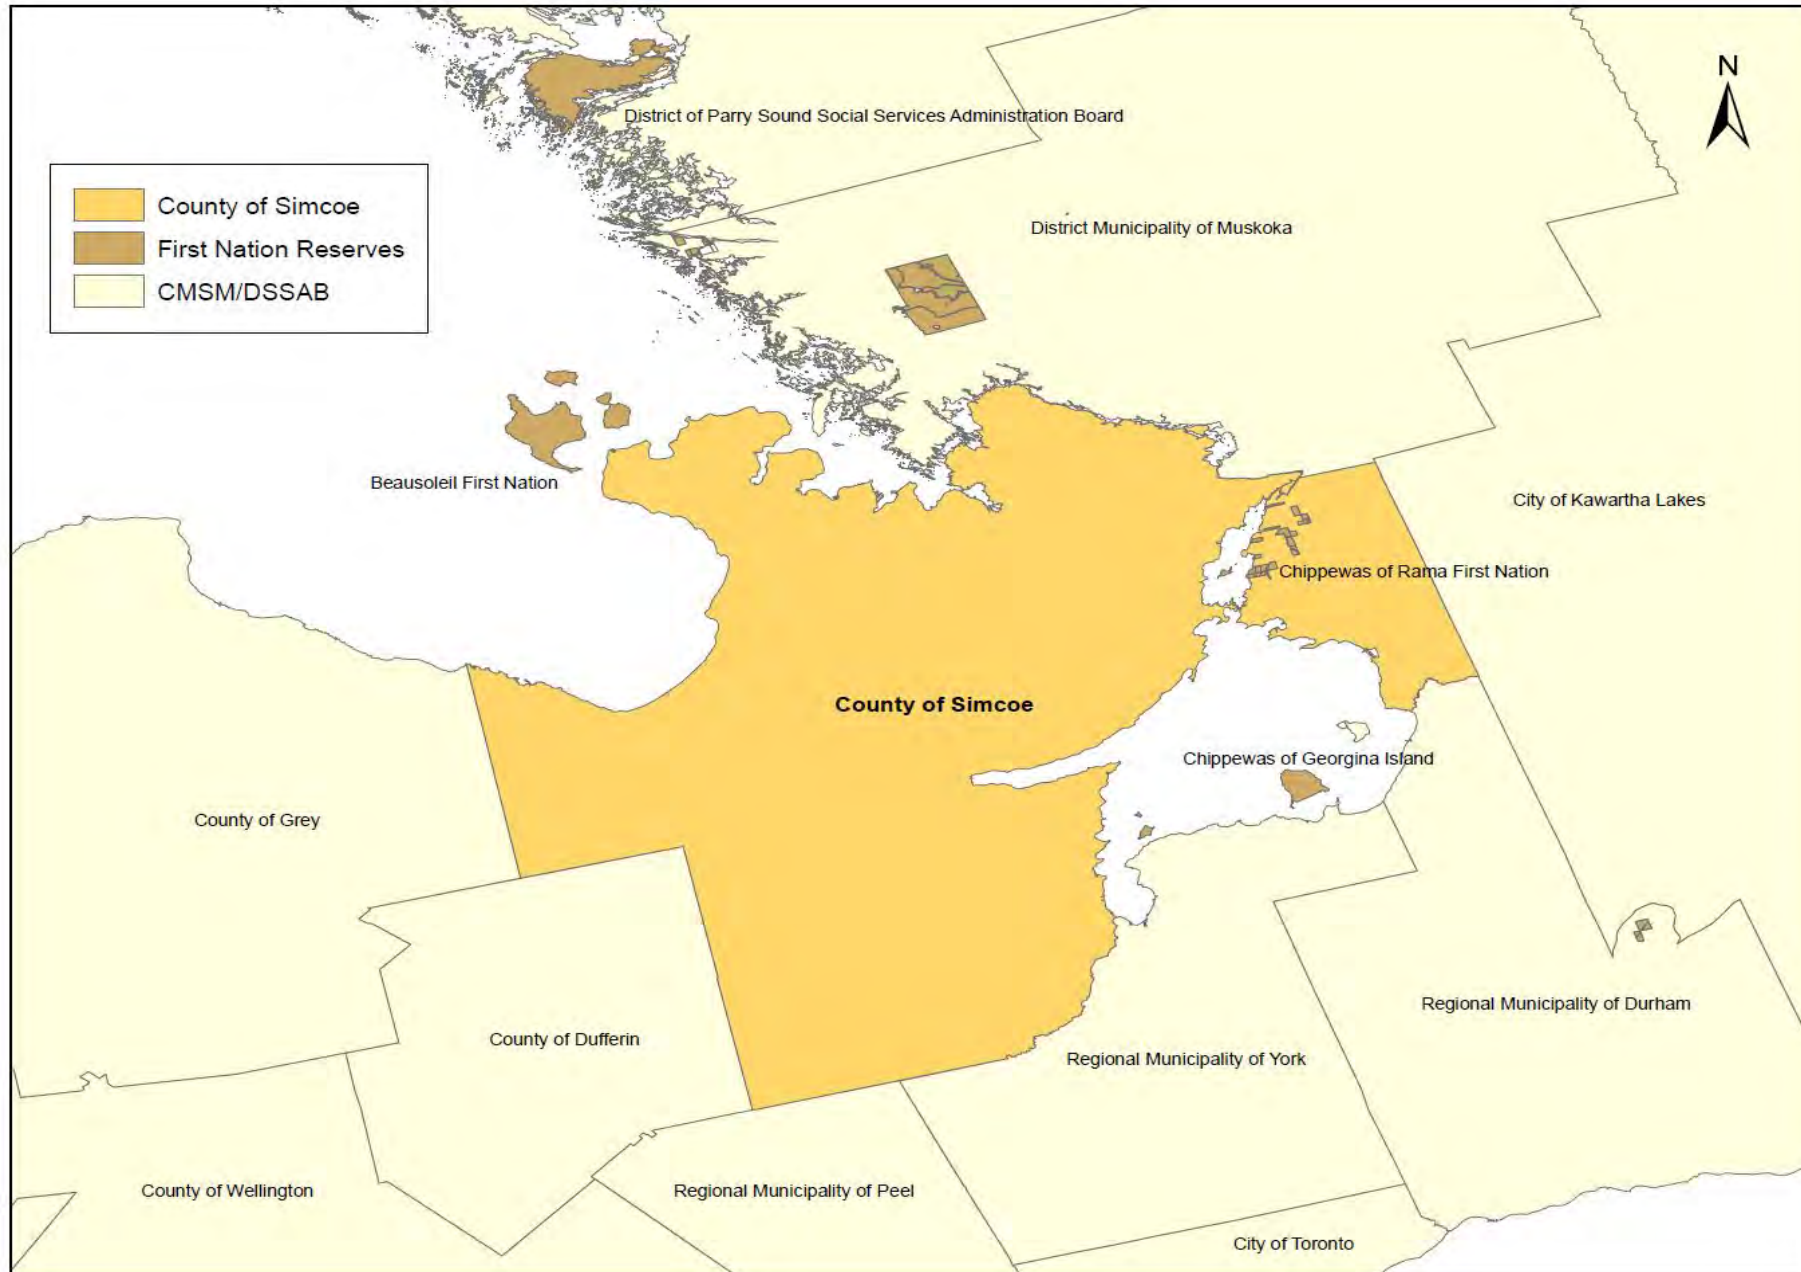 N
District of Parry Sound Social Services Administration Board
County of Simcoe
First Nation Reserves
CMSM/DSSAB
District Municipality of Muskoka
Beausoleil First Nation
City of Kawartha Lakes
Chippewas of Rama First Nation
County of Simcoe
Chippewas of Georgina Island
County of Grey
Regional Municipality of Durham
County of Dufferin
Regional Municipality of York
County of Wellington
Regional Municipality of Peel
City of Toronto